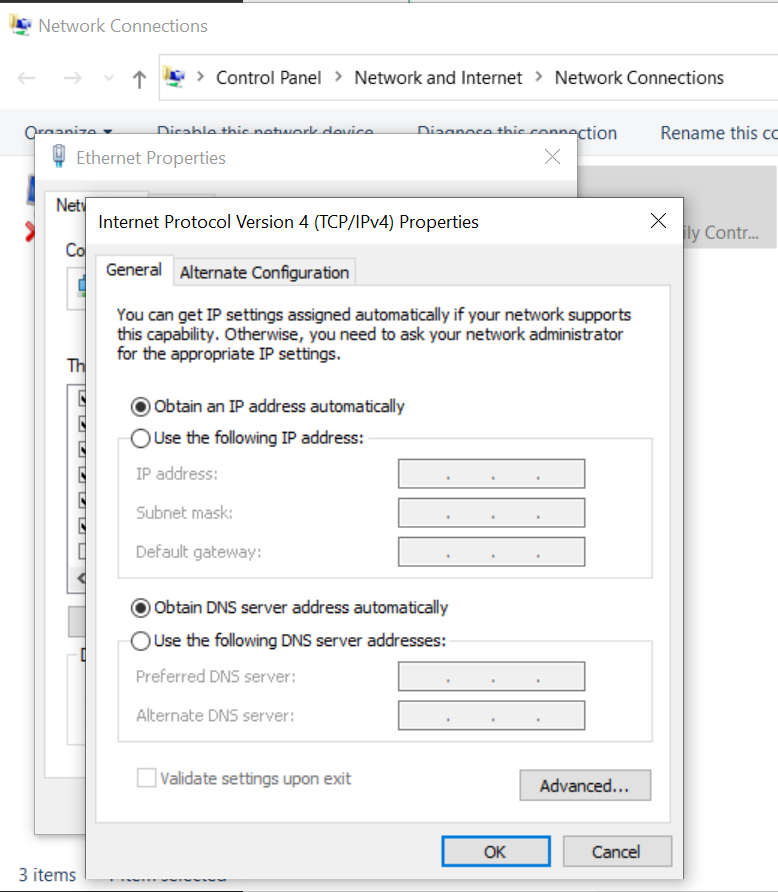 Network Connections
Control Panel > Network and Internet > Network Connections
Organize Disable this network device Diagnose this connection Rename this co
Ethernet Properties
Netw
Internet Protocol Version 4 (TCP/IPv4) Properties
ily Contr...
Co
General Alternate Configuration
You can get IP settings assigned automatically if your network supports
this capability. Otherwise, you need to ask your network administrator
for the appropriate IP settings.
Th
Obtain an IP address automatically
Use the following IP address:
IP address: . . .
Subnet mask: . . .
Default gateway: . . .
Obtain DNS server address automatically
Use the following DNS server addresses:
Preferred DNS server: . . .
Alternate DNS server: . . .
Validate settings upon exit
Advanced...
OK Cancel
3 items 1 item selected